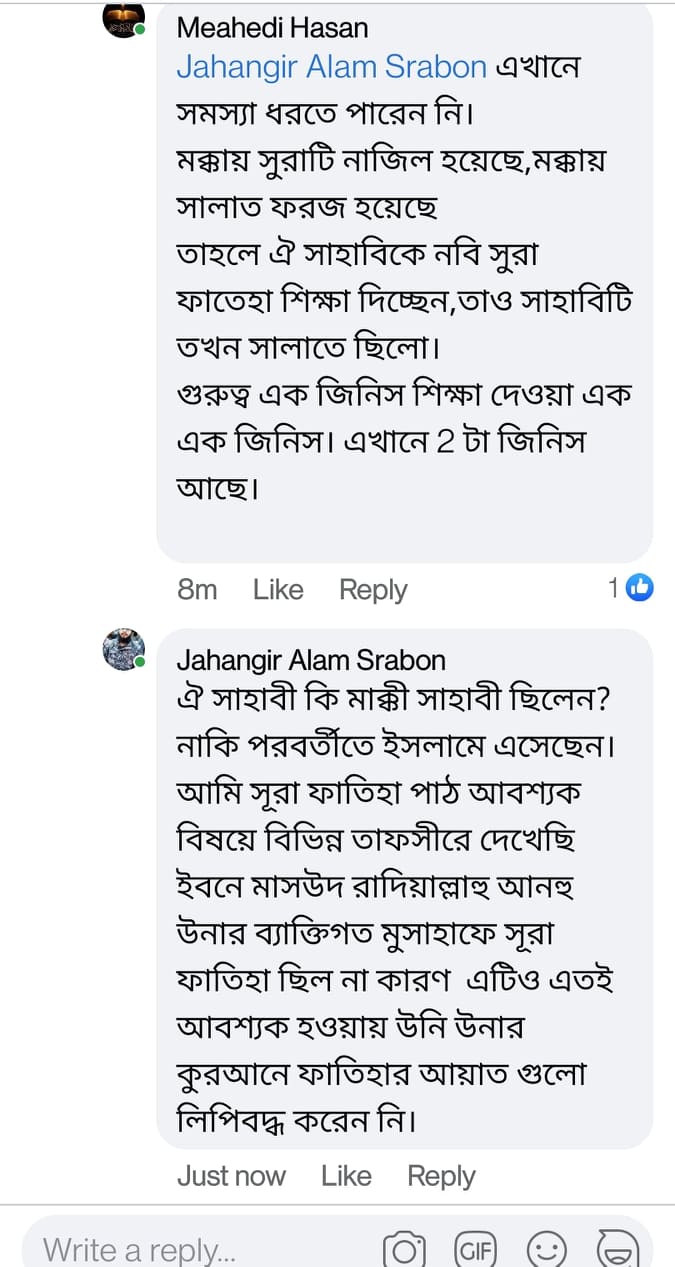 Meahedi Hasan
Jahangir Alam Srabon এখানে
সমস্যা ধরতে পারেন নি।
মক্কায় সুরাটি নাজিল হয়েছে,মক্কায়
সালাত ফরজ হয়েছে
তাহলে ঐ সাহাবিকে নবি সুরা
ফাতেহা শিক্ষা দিচ্ছেন,তাও সাহাবিটি
তখন সালাতে ছিলো।
গুরুত্ব এক জিনিস শিক্ষা দেওয়া এক
এক জিনিস। এখানে 2 টা জিনিস
আছে।
8m Like Reply 1
Jahangir Alam Srabon
ঐ সাহাবী কি মাক্কী সাহাবী ছিলেন?
নাকি পরবর্তীতে ইসলামে এসেছেন।
আমি সূরা ফাতিহা পাঠ আবশ্যক
বিষয়ে বিভিন্ন তাফসীরে দেখেছি
ইবনে মাসউদ রাদিয়াল্লাহু আনহু
উনার ব্যাক্তিগত মুসাহাফে সূরা
ফাতিহা ছিল না কারণ এটিও এতই
আবশ্যক হওয়ায় উনি উনার
কুরআনে ফাতিহার আয়াত গুলো
লিপিবদ্ধ করেন নি।
Just now Like Reply
Write a reply...
GIF